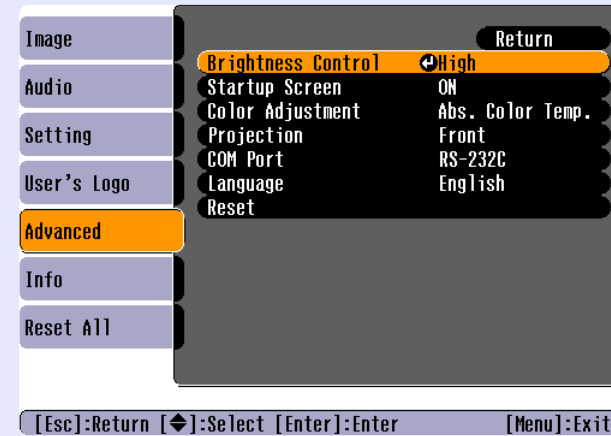 Image
Audio
Setting
User's Logo
Advanced
Info
Reset All
Return
Brightness Control High
Startup Screen ON
Color Adjustment Abs. Color Temp.
Projection Front
COM Port RS-232C
Language English
Reset
[Esc]:Return [◆]:Select [Enter]:Enter [Menu]:Exit